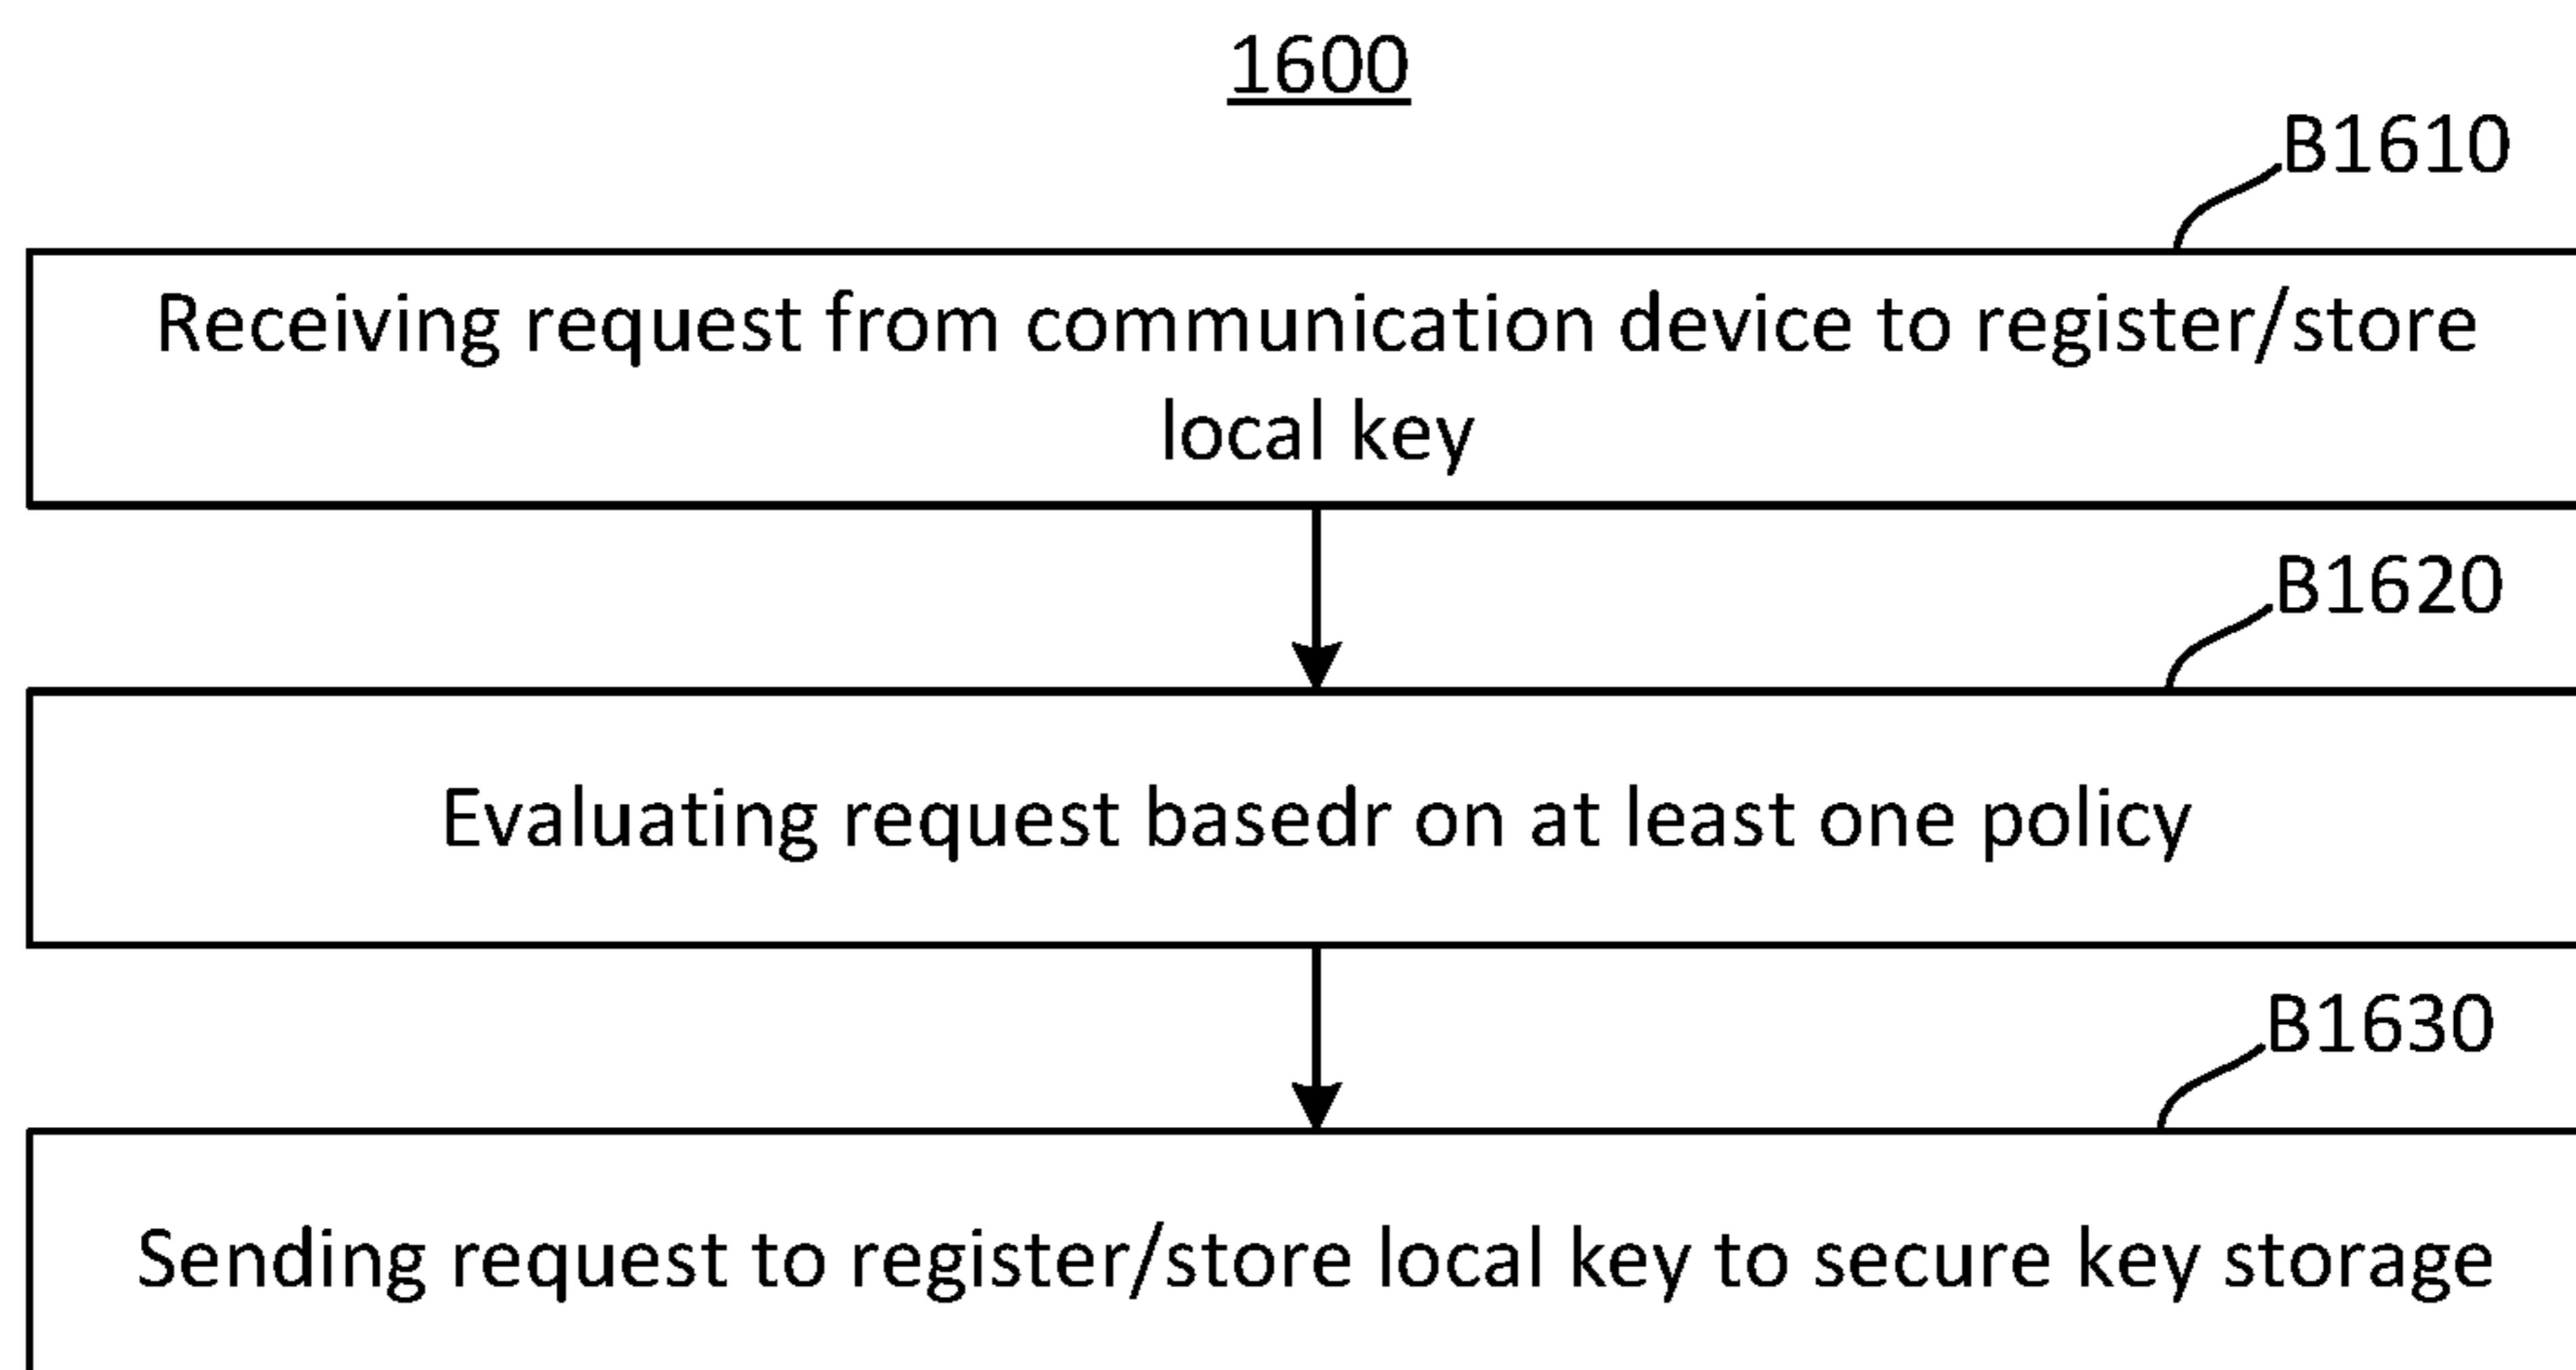 1600
B1610
Receiving request from communication device to register/store
local key
B1620
Evaluating request basedr on at least one policy
B1630
Sending request to register/store local key to secure key storage